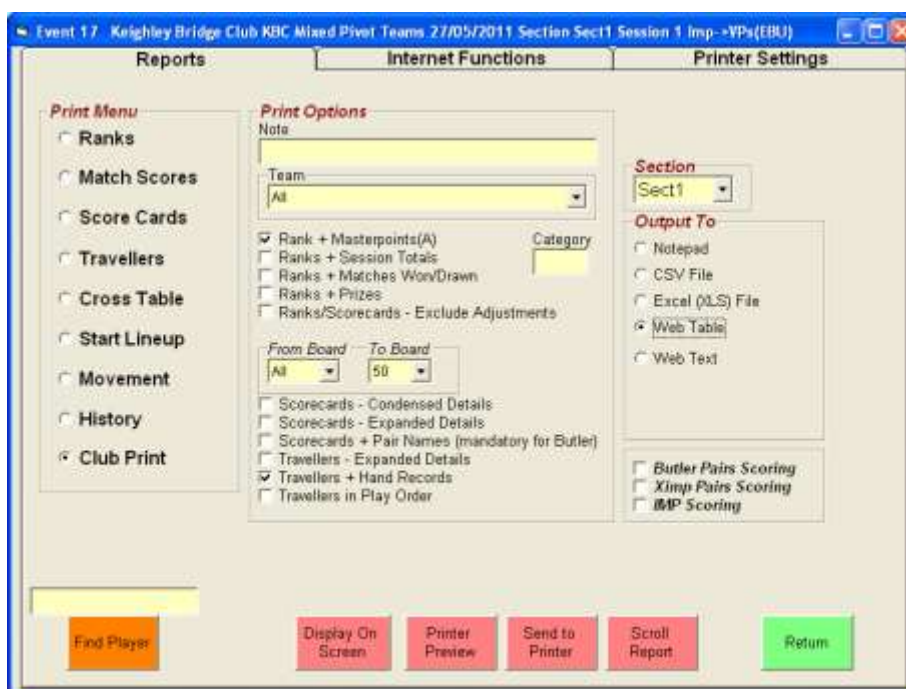 Event 17 Keighley Bridge Club KBC Mixed Pivot Teams 27/05/2011 Section Sect1 Session 1 Imp->VPs(EBU)
Reports
Internet Functions
Printer Settings
Print Menu
Ranks
Match Scores
Score Cards
Travellers
Cross Table
Start Lineup
Movement
History
Club Print
Print Options
Note
Team
All
Rank + Masterpoints(A)
Category
Ranks + Session Totals
Ranks + Matches Won/Drawn
Ranks + Prizes
Ranks/Scorecards - Exclude Adjustments
From Board
To Board
All
50
Scorecards - Condensed Details
Scorecards - Expanded Details
Scorecards + Pair Names (mandatory for Butler)
Travellers - Expanded Details
Travellers + Hand Records
Travellers in Play Order
Section
Sect1
Output To
Notepad
CSV File
Excel (XLS) File
Web Table
Web Text
Butler Pairs Scoring
Ximp Pairs Scoring
IMP Scoring
Find Player
Display On
Screen
Printer
Preview
Send to
Printer
Scroll
Report
Return